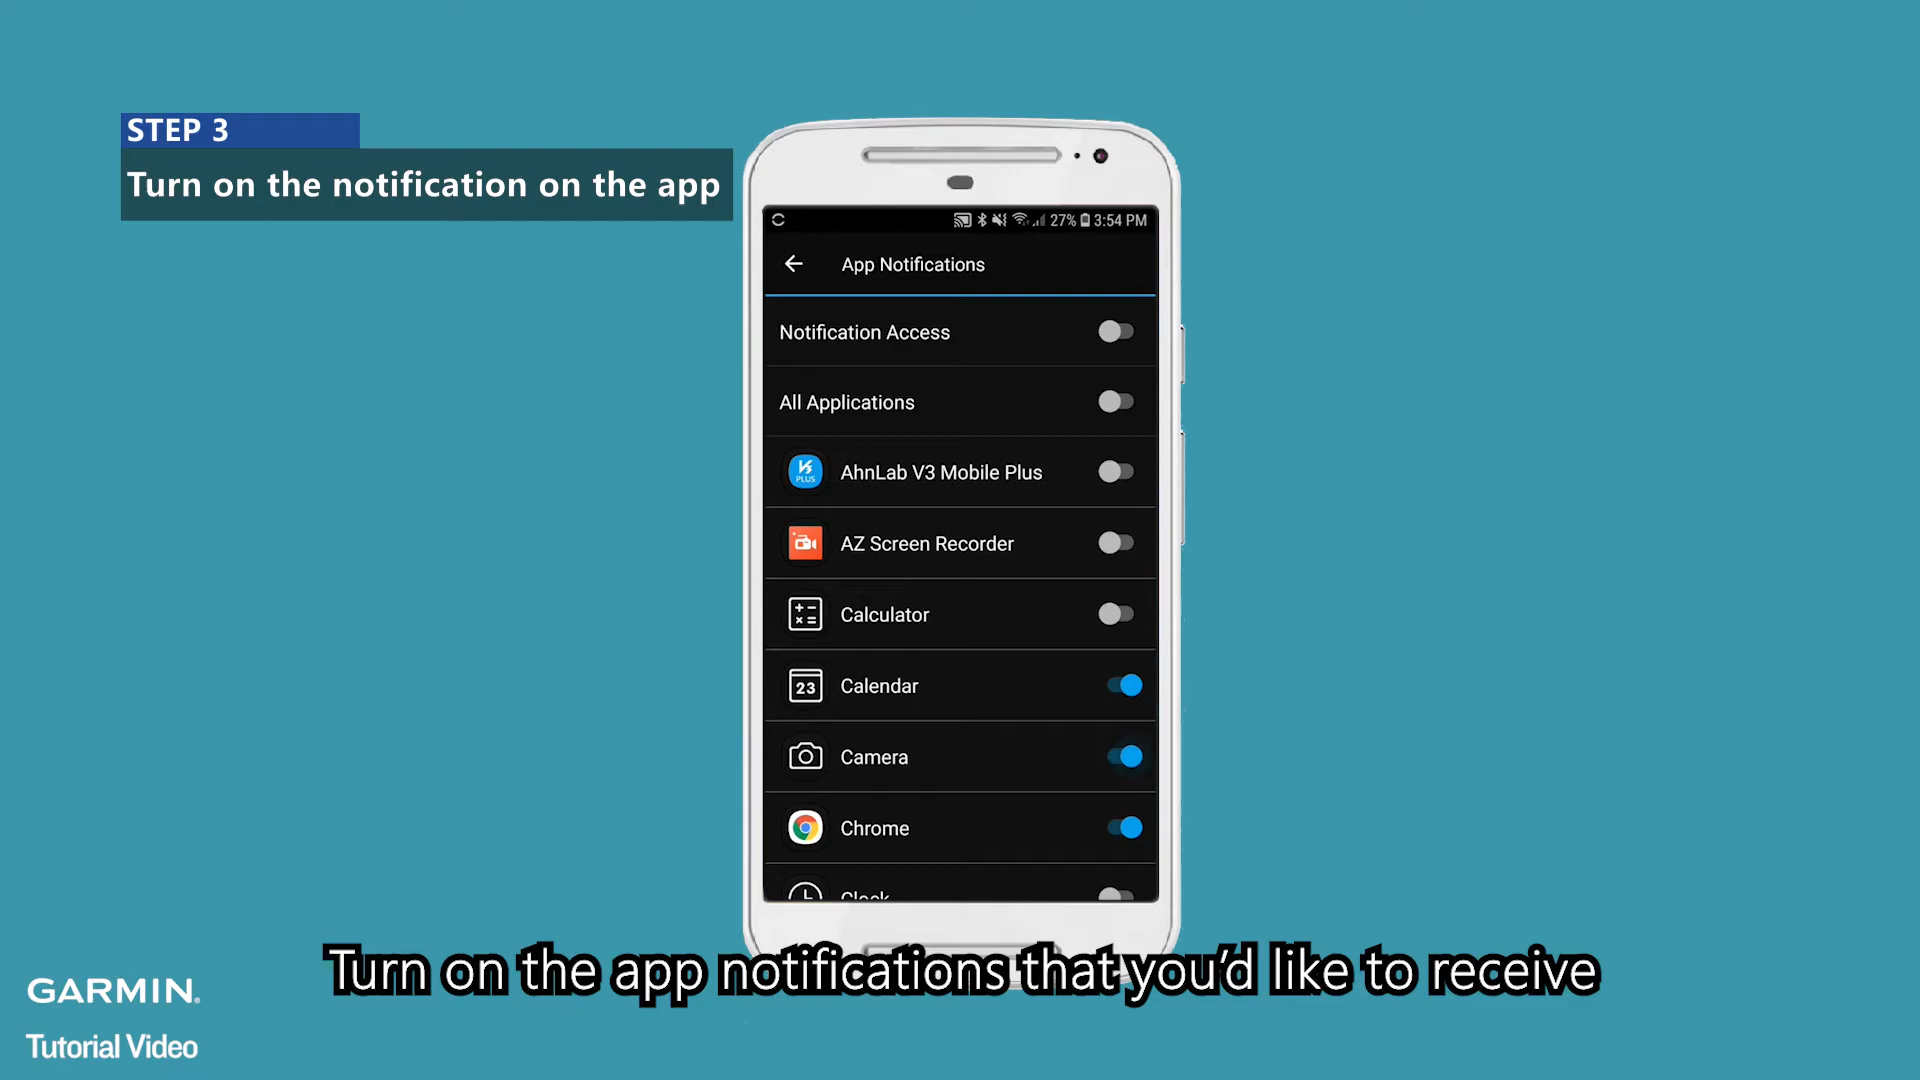 STEP 3
Turn on the notification on the app
27% 3:54 PM
App Notifications
Notification Access
All Applications
PLUS
AhnLab V3 Mobile Plus
AZ Screen Recorder
Calculator
23
Calendar
Camera
Chrome
Clock
Turn on the app notifications that you'd like to receive
GARMIN.
Tutorial Video